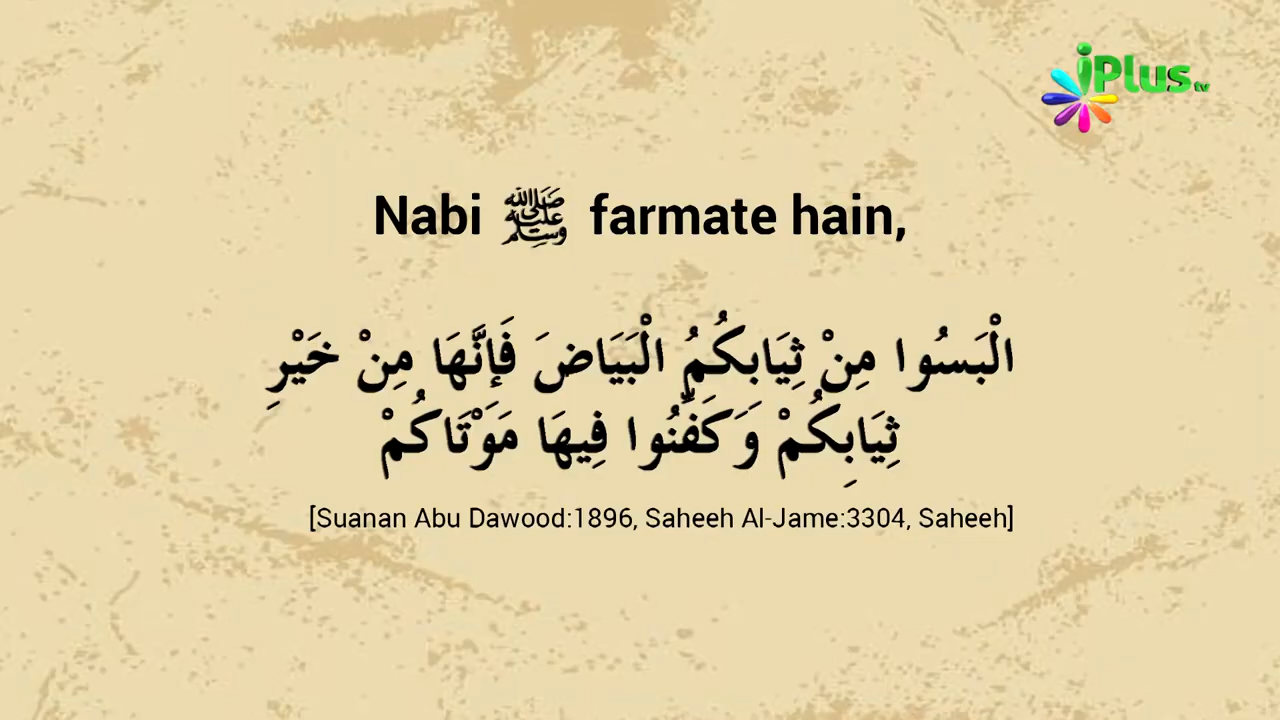 iPlus tv
Nabi ﷺ farmate hain,
الْبَسُوا مِنْ ثِيَابِكُمُ الْبَيَاضَ فَإِنَّهَا مِنْ خَيْرِ
ثِيَابِكُمْ وَكَفِّنُوا فِيهَا مَوْتَاكُمْ
[Suanan Abu Dawood:1896, Saheeh Al-Jame:3304, Saheeh]